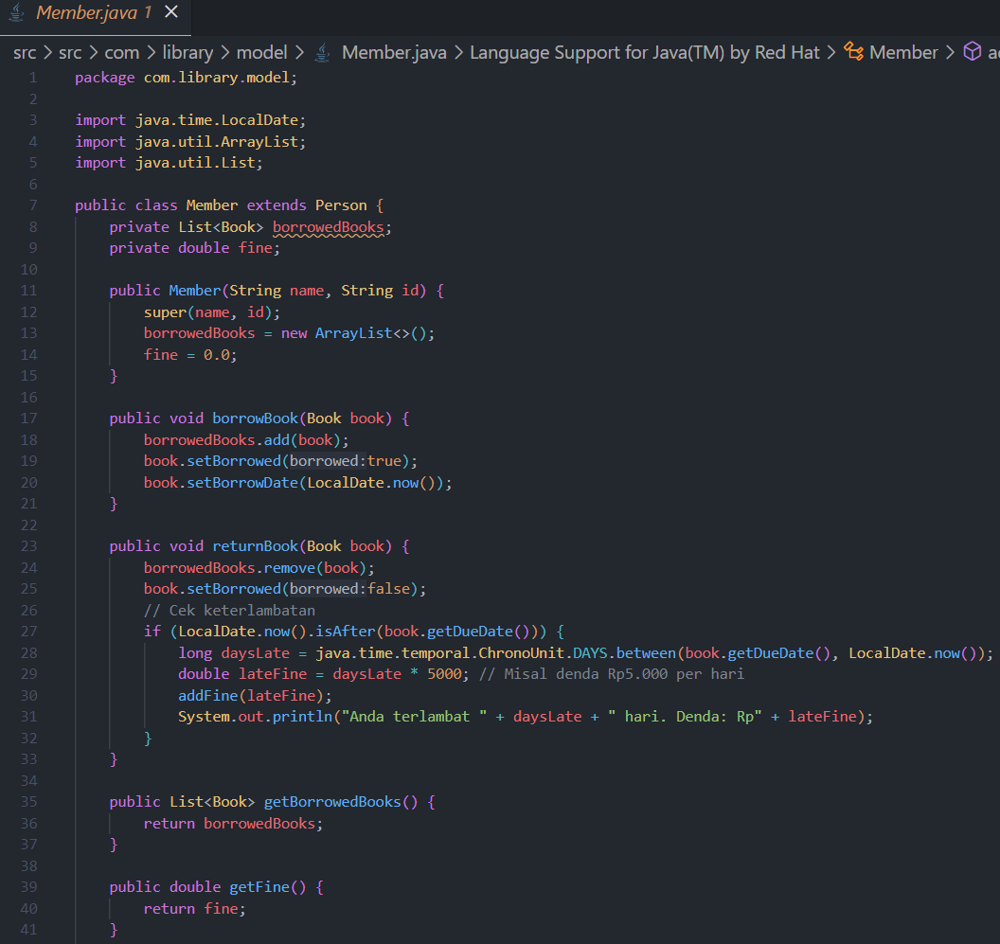 Member.java 1
src > src > com > library > model > Member.java > Language Support for Java(TM) by Red Hat > Member >
1 package com.library.model;
2
3 import java.time.LocalDate;
4 import java.util.ArrayList;
5 import java.util.List;
6
7 public class Member extends Person {
8     private List<Book> borrowedBooks;
9     private double fine;
10
11     public Member(String name, String id) {
12         super(name, id);
13         borrowedBooks = new ArrayList<>();
14         fine = 0.0;
15     }
16
17     public void borrowBook(Book book) {
18         borrowedBooks.add(book);
19         book.setBorrowed(borrowed:true);
20         book.setBorrowDate(LocalDate.now());
21     }
22
23     public void returnBook(Book book) {
24         borrowedBooks.remove(book);
25         book.setBorrowed(borrowed:false);
26         // Cek keterlambatan
27         if (LocalDate.now().isAfter(book.getDueDate())) {
28             long daysLate = java.time.temporal.ChronoUnit.DAYS.between(book.getDueDate(), LocalDate.now());
29             double lateFine = daysLate * 5000; // Misal denda Rp5.000 per hari
30             addFine(lateFine);
31             System.out.println("Anda terlambat " + daysLate + " hari. Denda: Rp" + lateFine);
32         }
33     }
34
35     public List<Book> getBorrowedBooks() {
36         return borrowedBooks;
37     }
38
39     public double getFine() {
40         return fine;
41     }